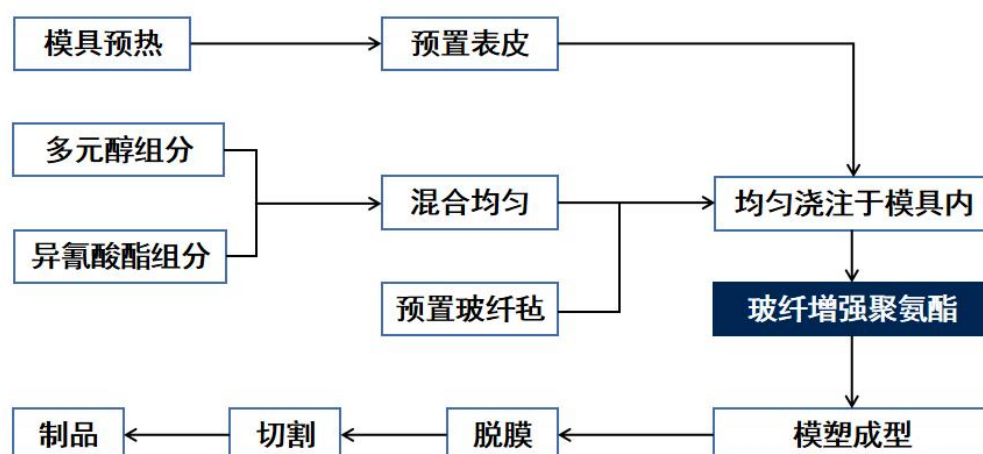 模具预热
预置表皮
多元醇组分
混合均匀
均匀浇注于模具内
异氰酸酯组分
预置玻纤毡
玻纤增强聚氨酯
制品
切割
脱膜
模塑成型